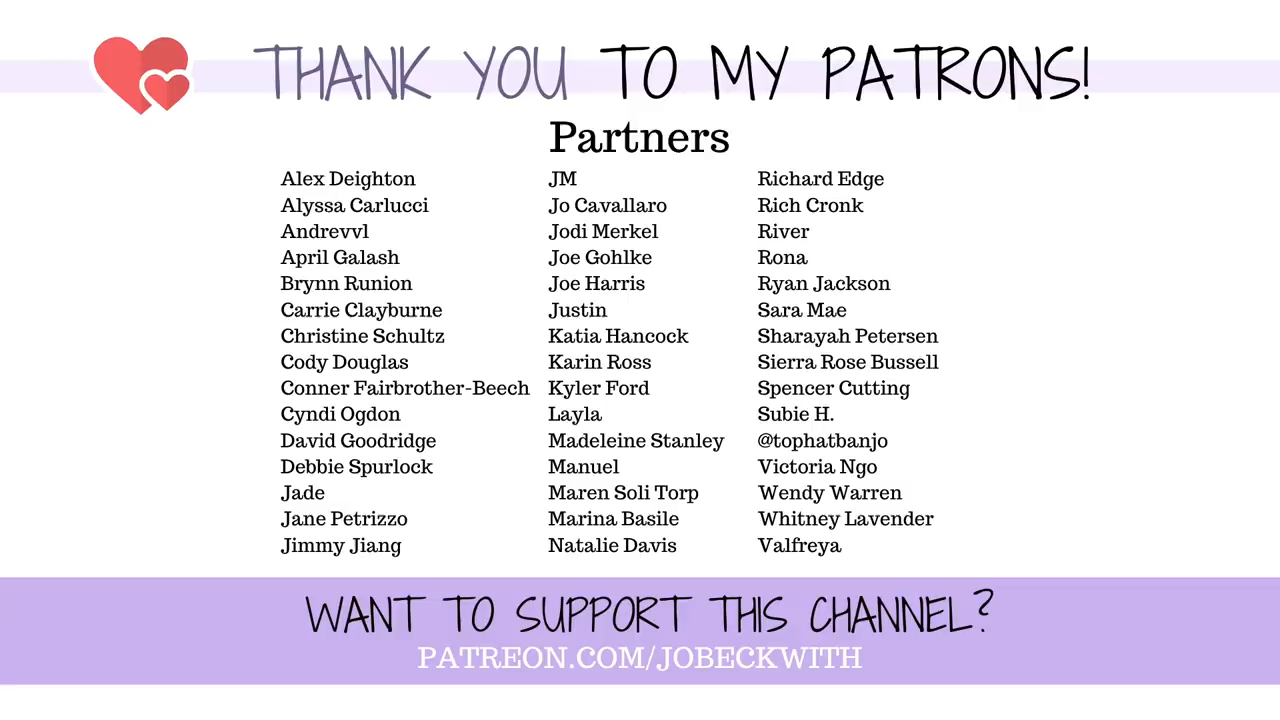 THANK YOU TO MY PATRONS!
Partners
Alex Deighton
Alyssa Carlucci
Andrevvl
April Galash
Brynn Runion
Carrie Clayburne
Christine Schultz
Cody Douglas
Conner Fairbrother-Beech
Cyndi Ogdon
David Goodridge
Debbie Spurlock
Jade
Jane Petrizzo
Jimmy Jiang
JM
Jo Cavallaro
Jodi Merkel
Joe Gohlke
Joe Harris
Justin
Katia Hancock
Karin Ross
Kyler Ford
Layla
Madeleine Stanley
Manuel
Maren Soli Torp
Marina Basile
Natalie Davis
Richard Edge
Rich Cronk
River
Rona
Ryan Jackson
Sara Mae
Sharayah Petersen
Sierra Rose Bussell
Spencer Cutting
Subie H.
@tophatbanjo
Victoria Ngo
Wendy Warren
Whitney Lavender
Valfreya
WANT TO SUPPORT THIS CHANNEL?
PATREON.COM/JOBECKWITH